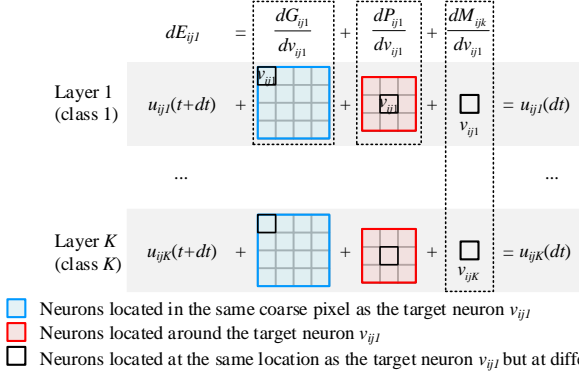 dE_ij1 = dG_ij1/dv_ij1 + dP_ij1/dv_ij1 + dM_ijk/dv_ij1
Layer 1 (class 1) u_ij1(t+dt) + v_ij1 + v_ij1 + v_ij1 = u_ij1(dt)
... ...
Layer K (class K) u_ijK(t+dt) + + + v_ijK = u_ijK(dt)
Neurons located in the same coarse pixel as the target neuron v_ij1
Neurons located around the target neuron v_ij1
Neurons located at the same location as the target neuron v_ij1 but at diffe